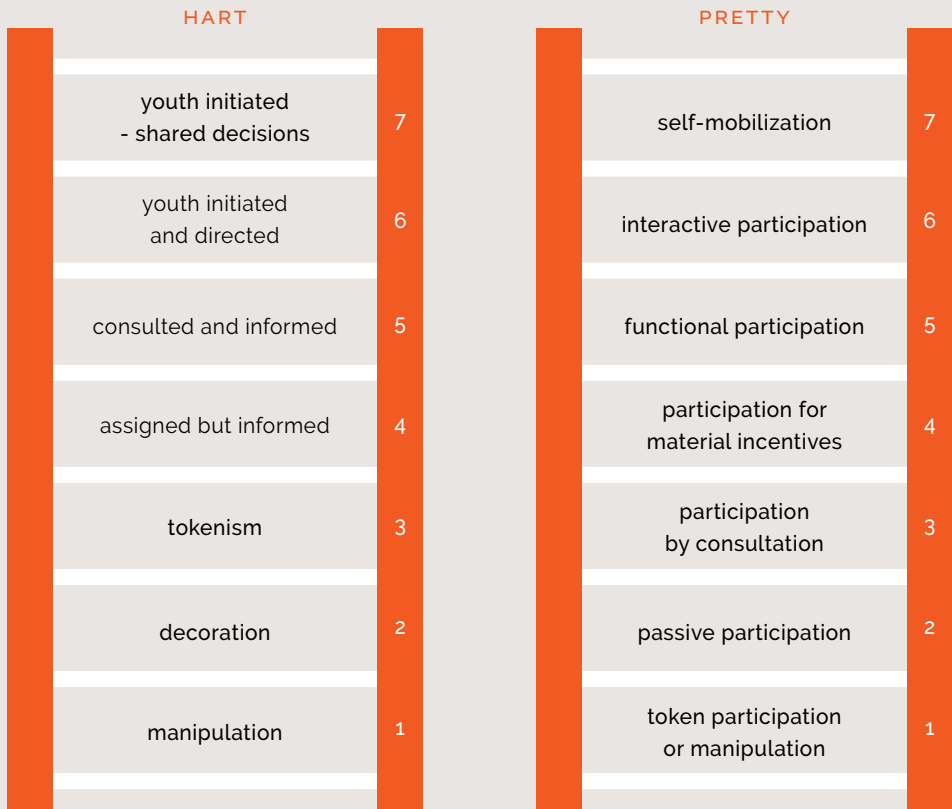 HART
youth initiated
- shared decisions
7
youth initiated
and directed
6
consulted and informed
5
assigned but informed
4
tokenism
3
decoration
2
manipulation
1
PRETTY
self-mobilization
7
interactive participation
6
functional participation
5
participation for
material incentives
4
participation
by consultation
3
passive participation
2
token participation
or manipulation
1